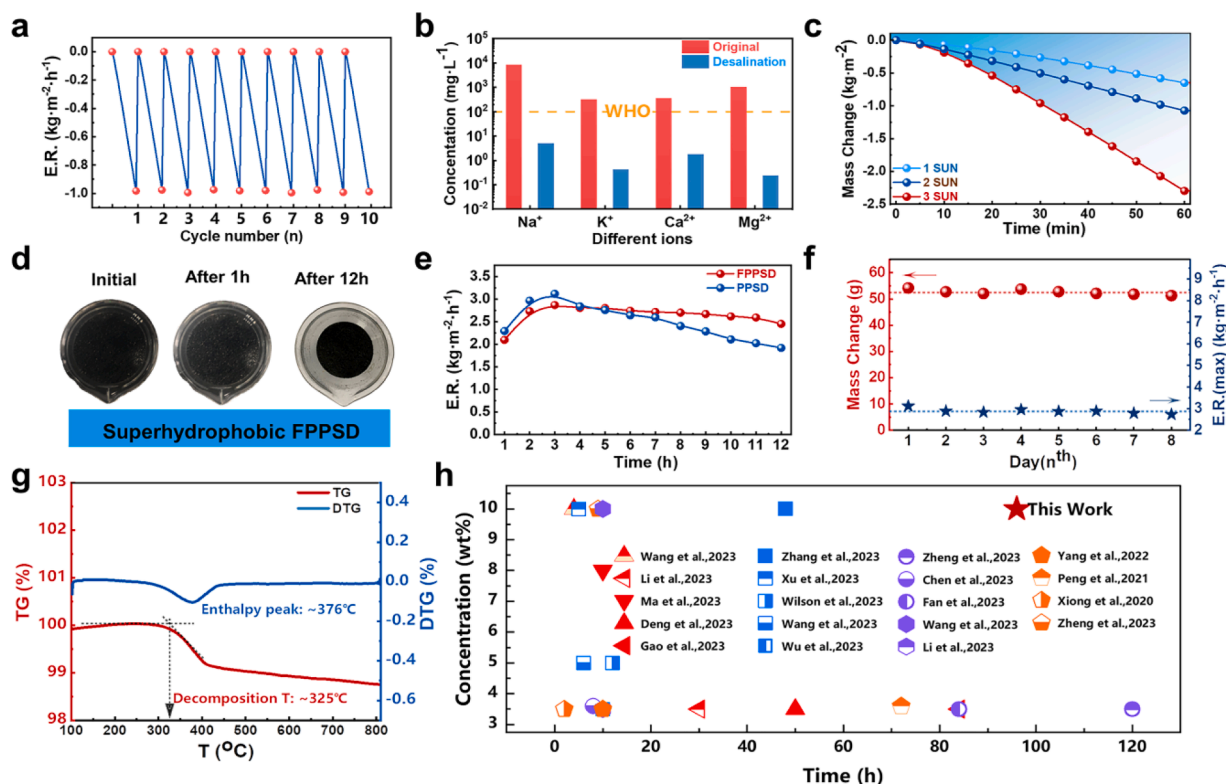 a
E.R. (kg·m⁻²·h⁻¹)
0.0
-0.2
-0.4
-0.6
-0.8
-1.0
1 2 3 4 5 6 7 8 9 10
Cycle number (n)
b
Concentration (mg·L⁻¹)
10⁵
10⁴
10³
10²
10¹
10⁰
10⁻¹
10⁻²
Original
Desalination
WHO
Na⁺ K⁺ Ca²⁺ Mg²⁺
Different ions
c
Mass Change (kg·m⁻²)
0.0
-0.5
-1.0
-1.5
-2.0
-2.5
1 SUN
2 SUN
3 SUN
0 10 20 30 40 50 60
Time (min)
d
Initial
After 1h
After 12h
Superhydrophobic FPPSD
e
E.R. (kg·m⁻²·h⁻¹)
3.5
3.0
2.5
2.0
1.5
1.0
0.5
0.0
FPPSD
PPSD
1 2 3 4 5 6 7 8 9 10 11 12
Time (h)
f
Mass Change (g)
60
50
40
30
20
10
0
E.R.(max) (kg·m⁻²·h⁻¹)
9
8
7
6
5
4
3
2
1 2 3 4 5 6 7 8
Day(nᵗʰ)
g
TG (%)
103
102
101
100
99
98
TG
DTG
DTG (%)
0.4
0.2
0.0
-0.2
-0.4
-0.6
Enthalpy peak: ~376℃
Decomposition T: ~325℃
100 200 300 400 500 600 700 800
T (°C)
h
Concentration (wt%)
10
9
8
7
6
5
4
3
This Work
Wang et al.,2023
Li et al.,2023
Ma et al.,2023
Deng et al.,2023
Gao et al.,2023
Zhang et al.,2023
Xu et al.,2023
Wilson et al.,2023
Wang et al.,2023
Wu et al.,2023
Zheng et al.,2023
Chen et al.,2023
Fan et al.,2023
Wang et al.,2023
Li et al.,2023
Yang et al.,2022
Peng et al.,2021
Xiong et al.,2020
Zheng et al.,2023
0 20 40 60 80 100 120
Time (h)